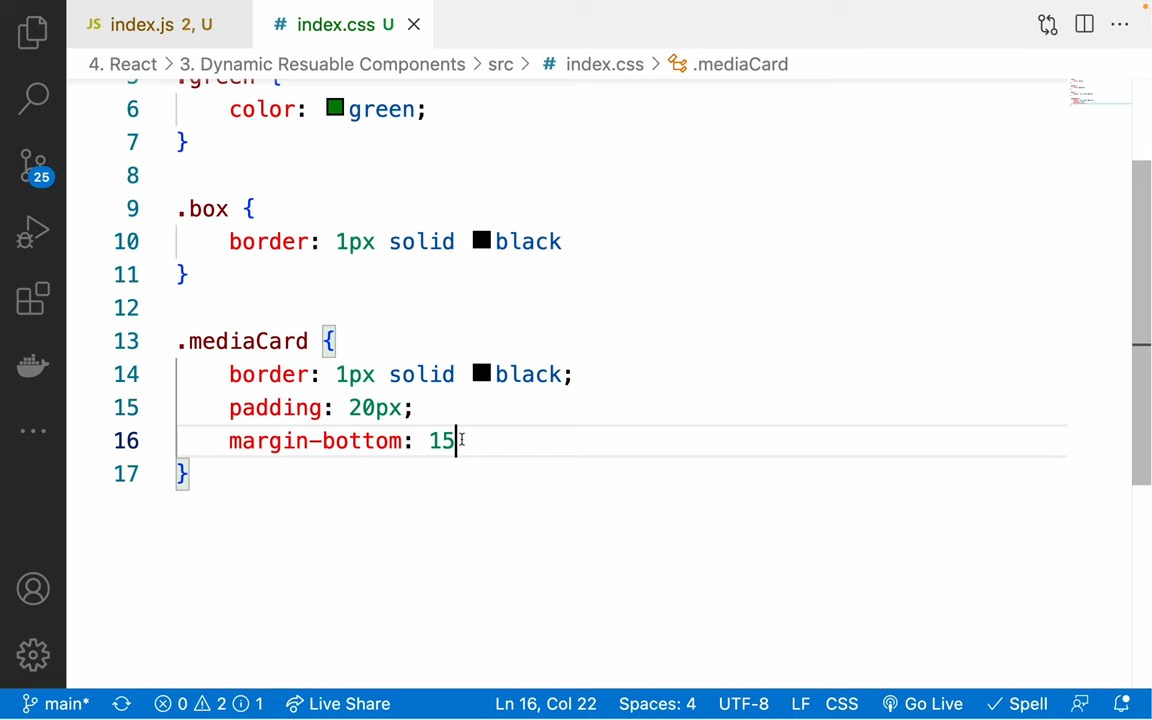 JS index.js 2, U
# index.css U
4. React > 3. Dynamic Resuable Components > src > # index.css > .mediaCard
5 .green {
6 color: green;
7 }
8
9 .box {
10 border: 1px solid black
11 }
12
13 .mediaCard {
14 border: 1px solid black;
15 padding: 20px;
16 margin-bottom: 15
17 }
25
main* 0 2 1 Live Share Ln 16, Col 22 Spaces: 4 UTF-8 LF CSS Go Live Spell